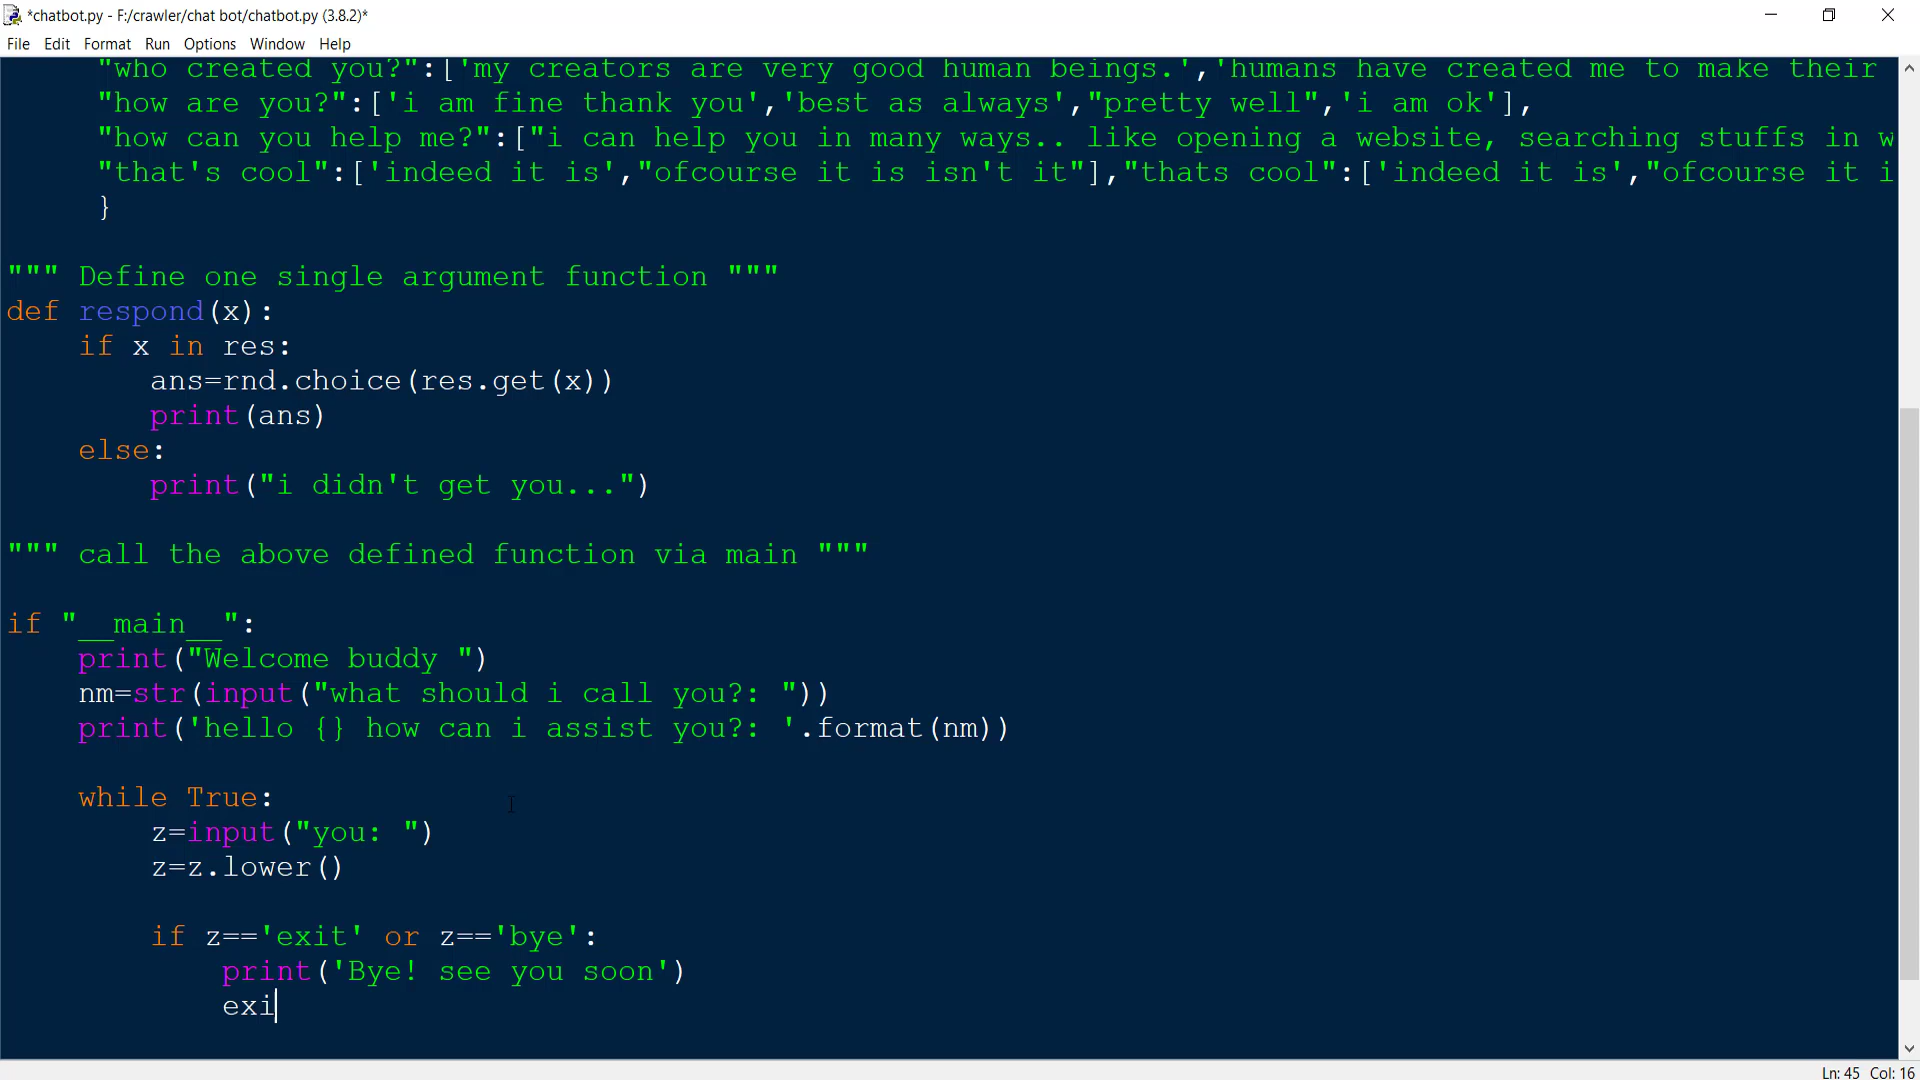 *chatbot.py - F:/crawler/chat bot/chatbot.py (3.8.2)*
File Edit Format Run Options Window Help
"who created you?":['my creators are very good human beings.','humans have created me to make their
"how are you?":['i am fine thank you','best as always',"pretty well",'i am ok'],
"how can you help me?":["i can help you in many ways.. like opening a website, searching stuffs in w
"that's cool":['indeed it is',"ofcourse it is isn't it"],"thats cool":['indeed it is',"ofcourse it i
}
""" Define one single argument function """
def respond(x):
    if x in res:
        ans=rnd.choice(res.get(x))
        print(ans)
    else:
        print("i didn't get you...")
""" call the above defined function via main """
if "__main__":
    print("Welcome buddy ")
    nm=str(input("what should i call you?: "))
    print('hello {} how can i assist you?: '.format(nm))
    while True:
        z=input("you: ")
        z=z.lower()
        if z=='exit' or z=='bye':
            print('Bye! see you soon')
            exi
Ln: 45 Col: 16